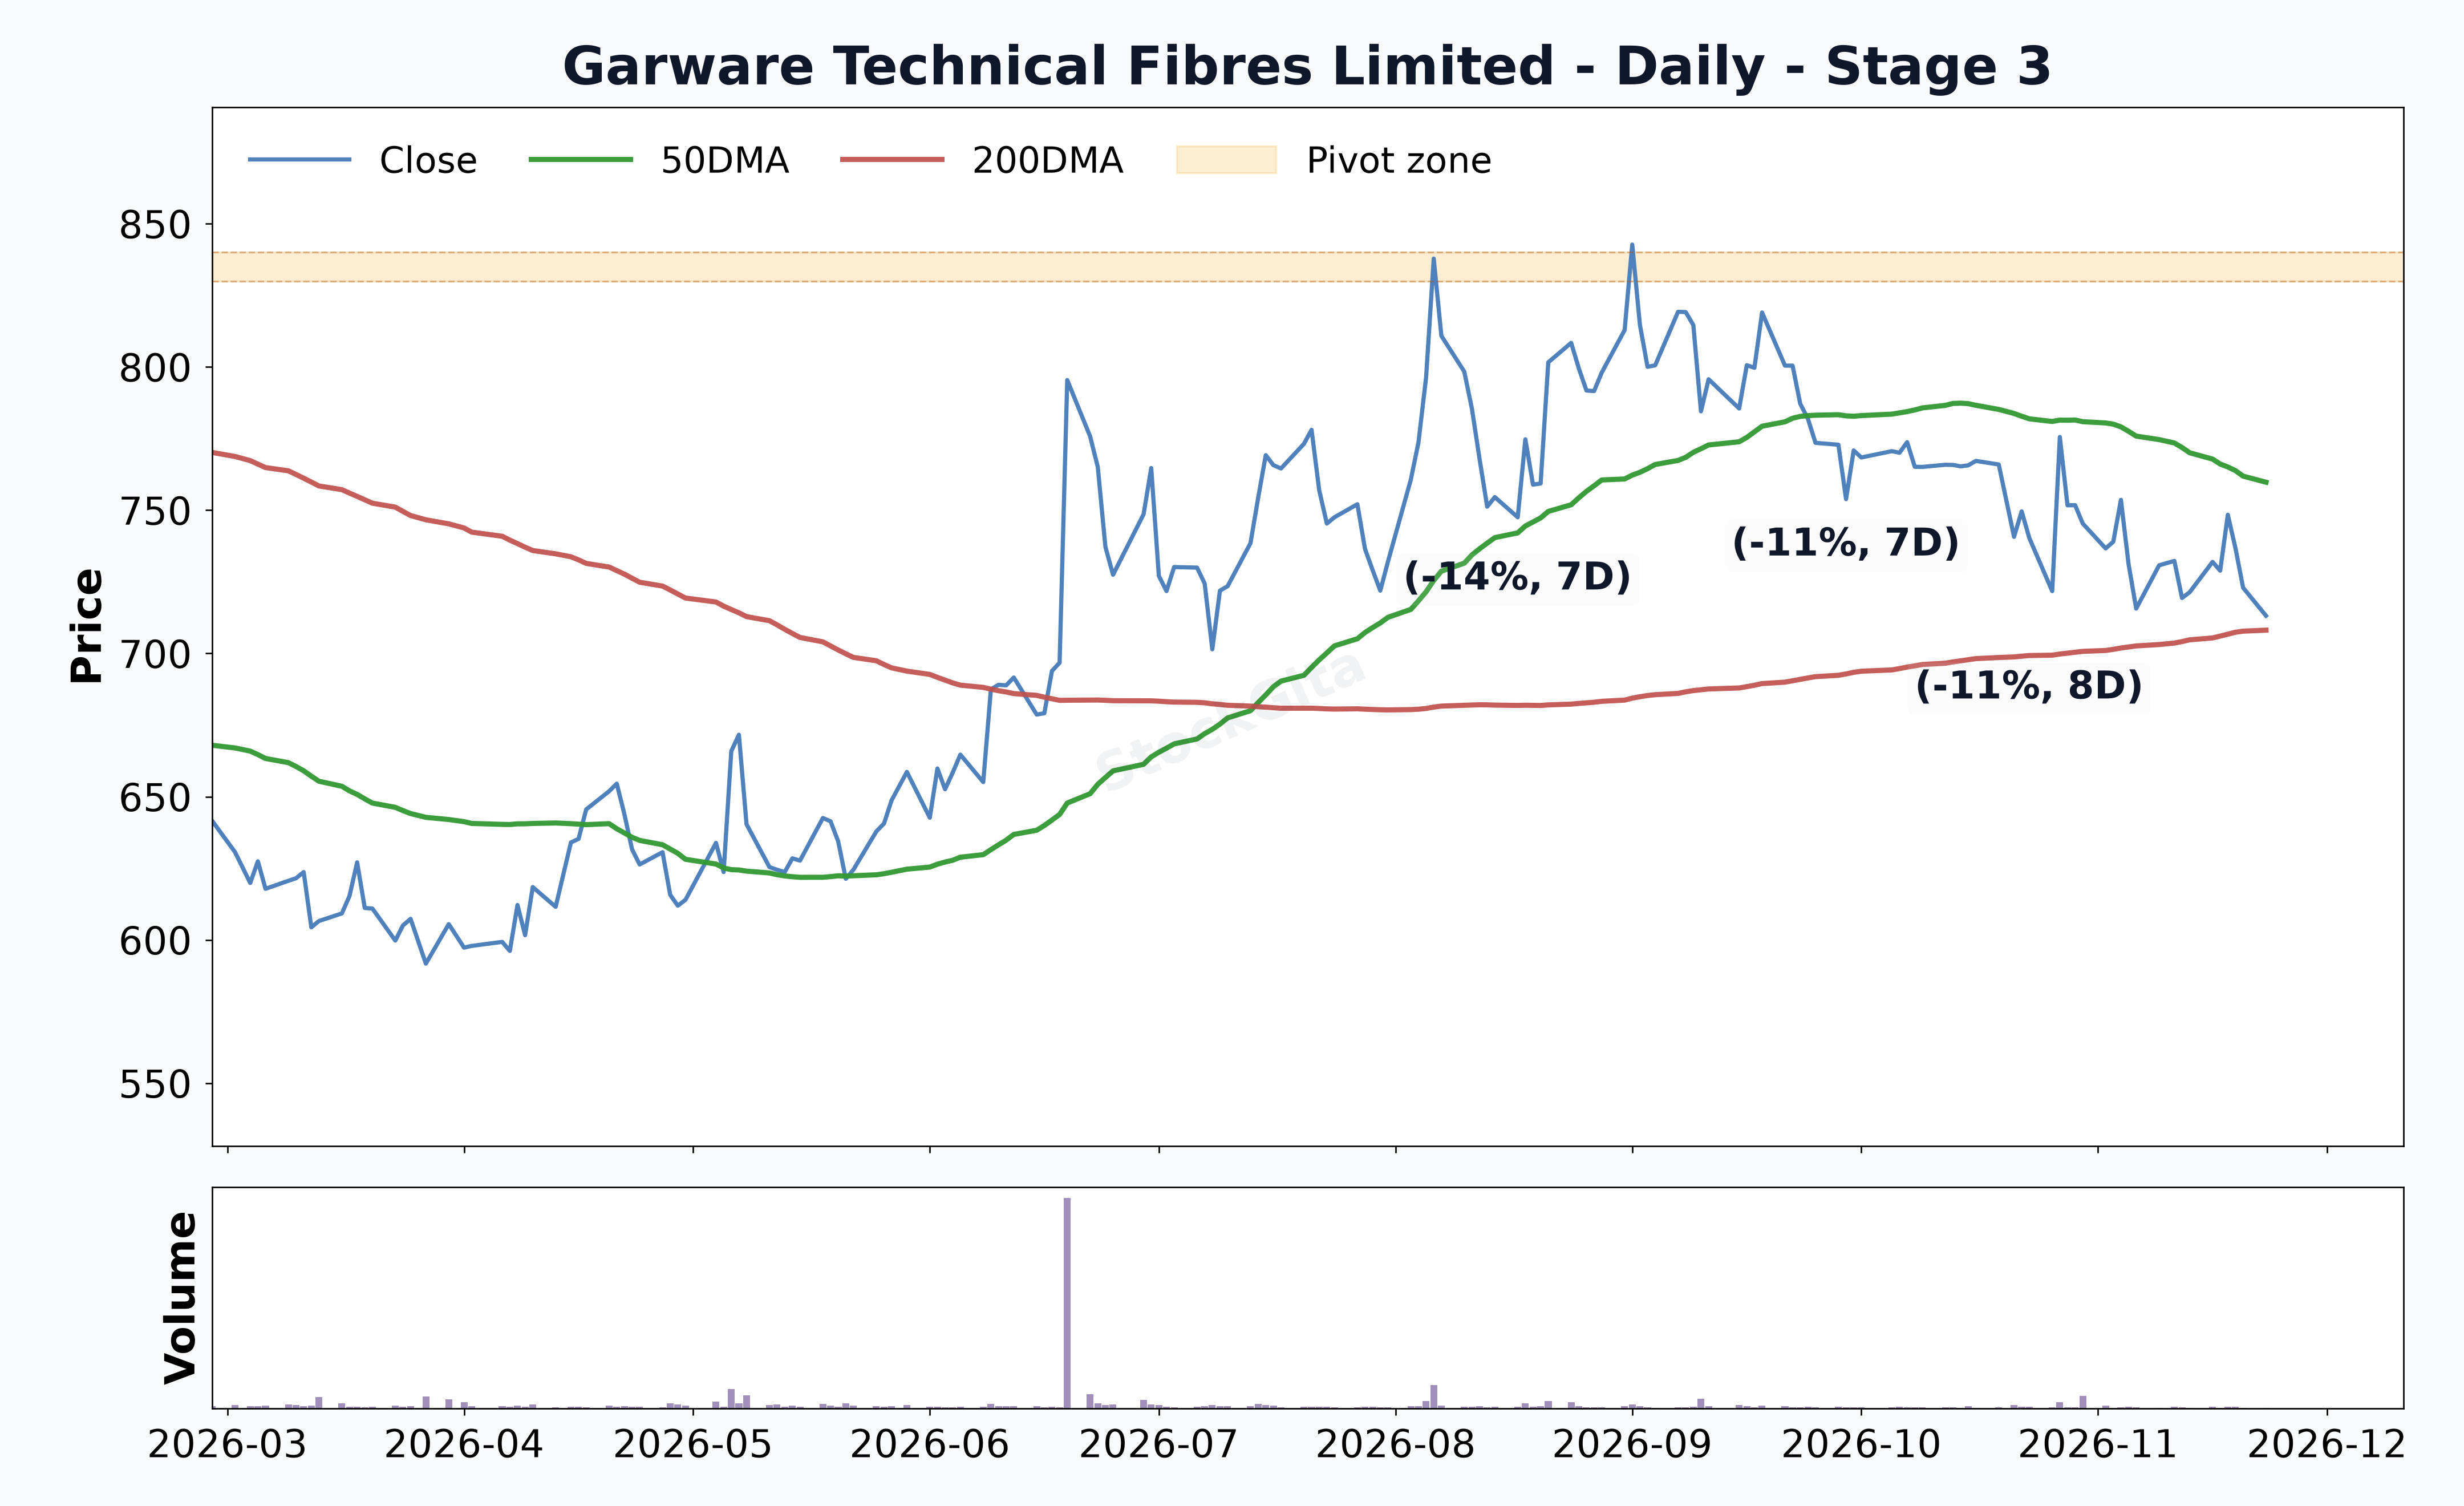 Garware Technical Fibres Limited - Daily - Stage 3
Close 50DMA 200DMA Pivot zone
850
800
750
700
650
600
550
Price
(-14%, 7D)
(-11%, 7D)
(-11%, 8D)
StockGita
Volume
2026-03 2026-04 2026-05 2026-06 2026-07 2026-08 2026-09 2026-10 2026-11 2026-12